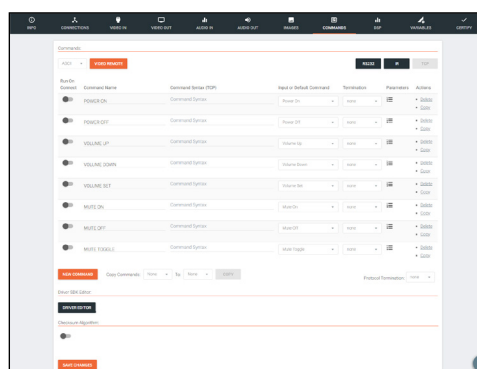 INFO CONNECTIONS VIDEO IN VIDEO OUT AUDIO IN AUDIO OUT IMAGES COMMANDS DSP VARIABLES CERTIFY
Commands
ASCII VIDEO REMOTE RS232 IR TCP
Run On
Connect Command Name Command Syntax (TCP) Input or Default Command Termination Parameters Actions
POWER ON Command Syntax Power On none Delete
Copy
POWER OFF Command Syntax Power Off none Delete
Copy
VOLUME UP Command Syntax Volume Up none Delete
Copy
VOLUME DOWN Command Syntax Volume Down none Delete
Copy
VOLUME SET Command Syntax Volume Set none Delete
Copy
MUTE ON Command Syntax Mute On none Delete
Copy
MUTE OFF Command Syntax Mute Off none Delete
Copy
MUTE TOGGLE Command Syntax Mute Toggle none Delete
Copy
NEW COMMAND Copy Commands: None To None COPY Protocol Termination: none
Driver SDK Editor
DRIVER EDITOR
Checksum Algorithm
SAVE CHANGES